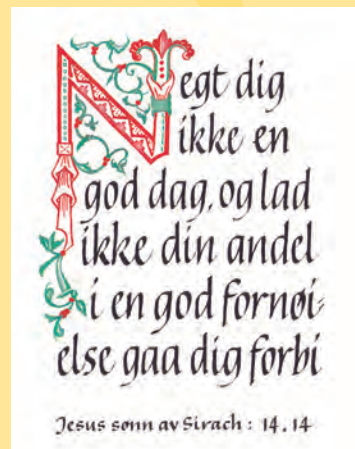 Negt dig
ikke en
god dag, og lad
ikke din andel
i en god fornøi-
else gaa dig forbi
Jesus sønn av Sirach : 14.14